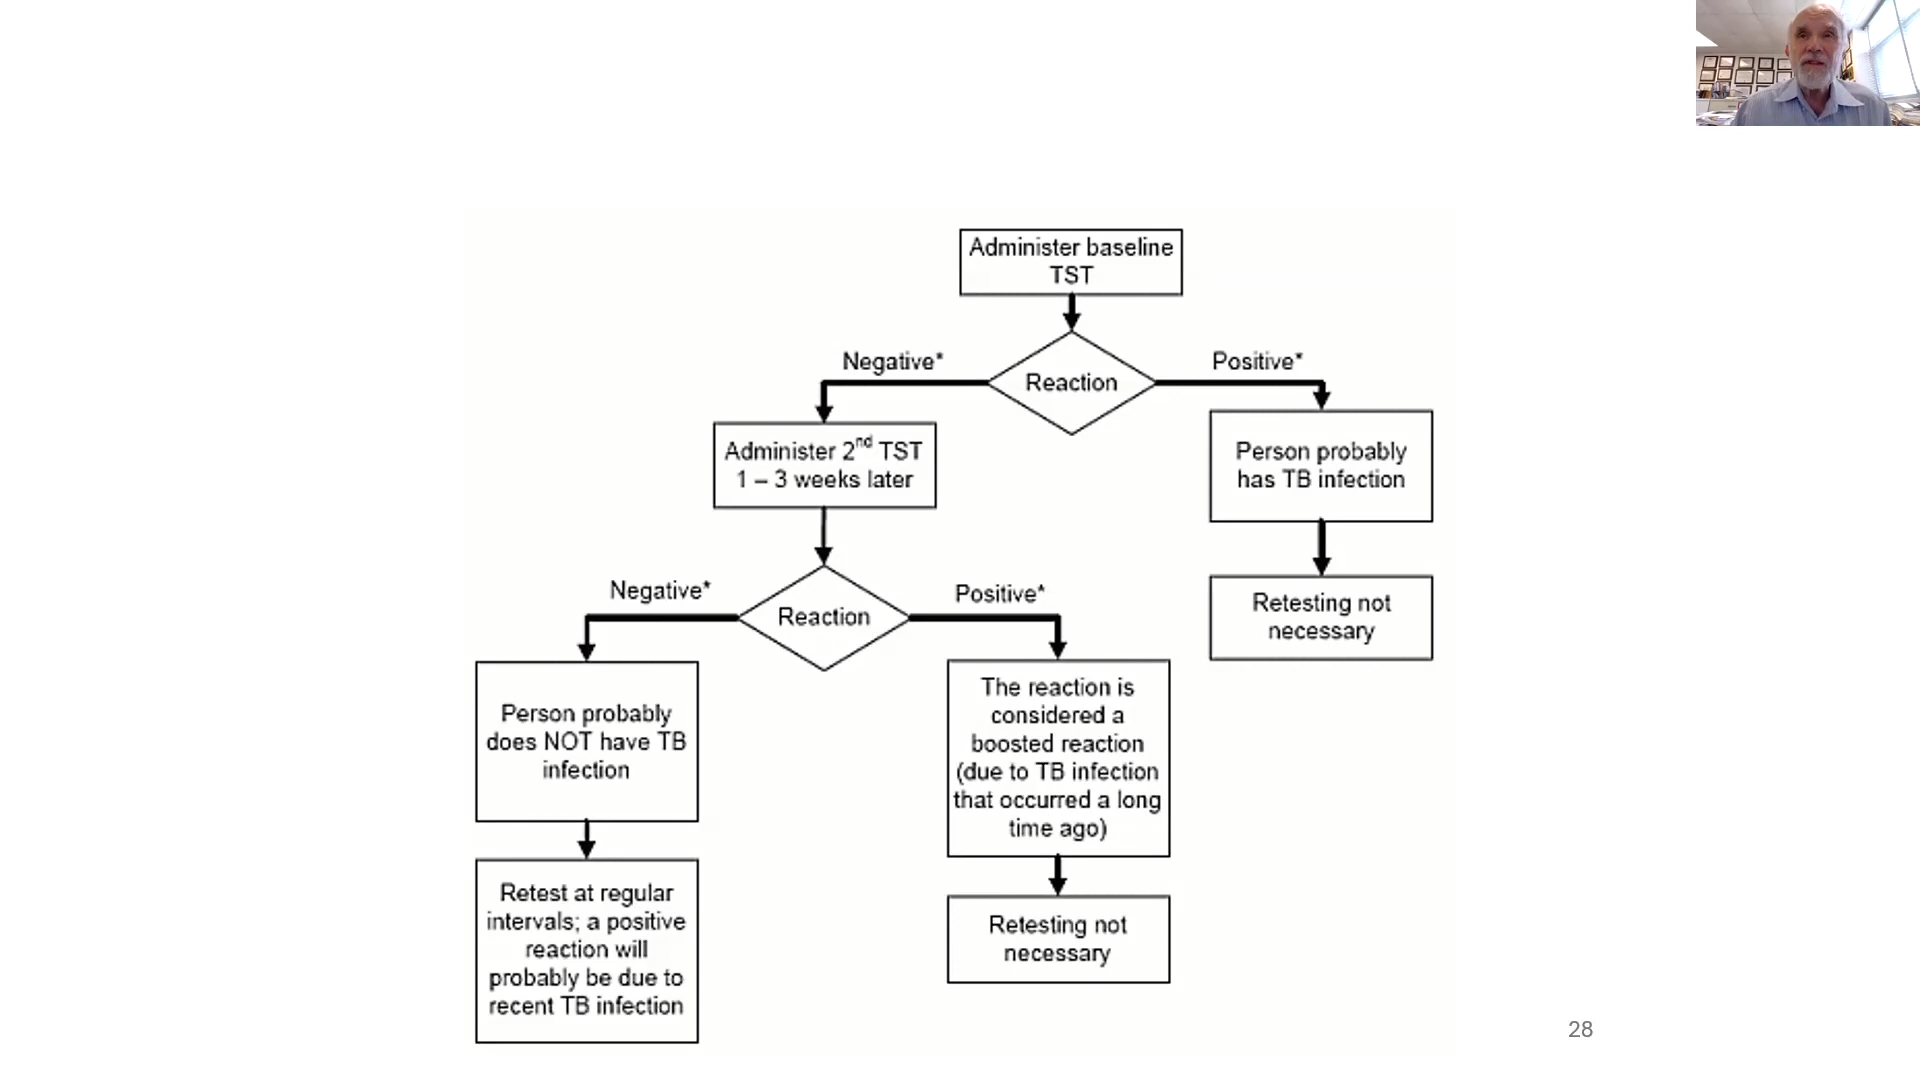 Administer baseline
TST
Negative*
Reaction
Positive*
Administer 2nd TST
1 – 3 weeks later
Person probably
has TB infection
Negative*
Reaction
Positive*
Retesting not
necessary
Person probably
does NOT have TB
infection
The reaction is
considered a
boosted reaction
(due to TB infection
that occurred a long
time ago)
Retest at regular
intervals; a positive
reaction will
probably be due to
recent TB infection
Retesting not
necessary
28